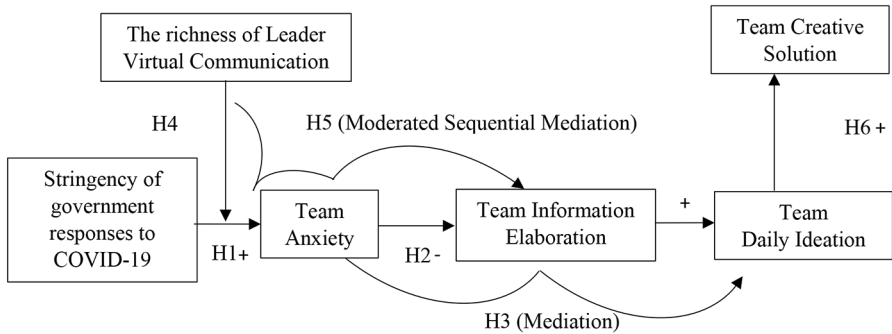 The richness of Leader
Virtual Communication
Team Creative
Solution
H4
H5 (Moderated Sequential Mediation)
H6 +
Stringency of
government
responses to
COVID-19
H1+
Team
Anxiety
H2 -
Team Information
Elaboration
+
Team
Daily Ideation
H3 (Mediation)